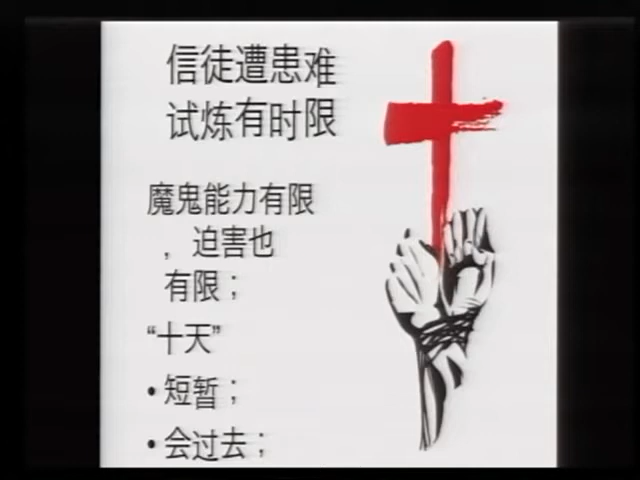 信徒遭患难
试炼有时限
魔鬼能力有限
，迫害也
有限；
“十天”
• 短暂；
• 会过去；